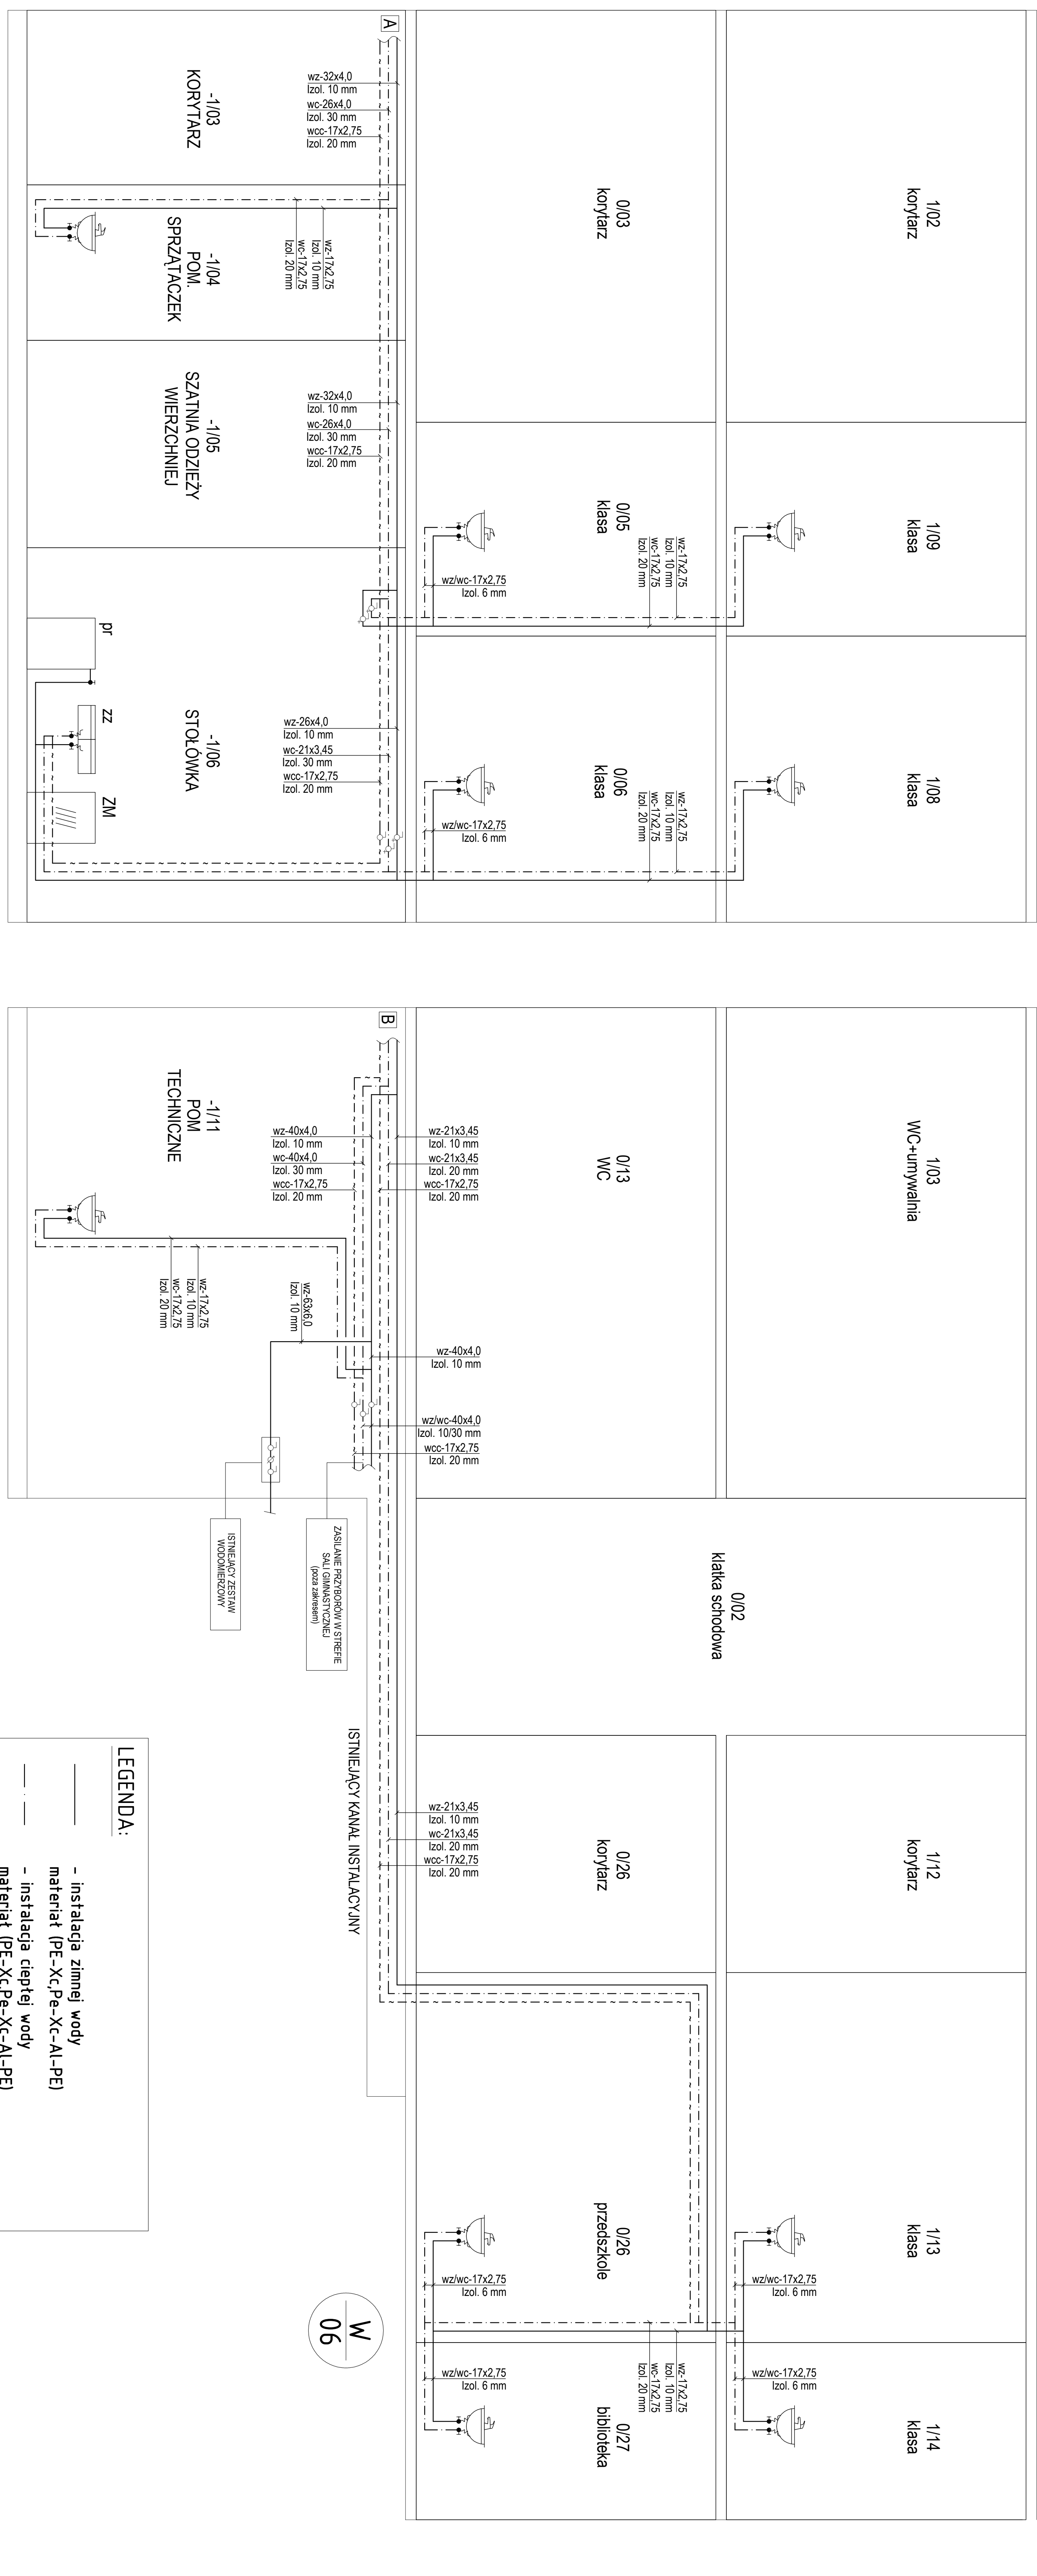 1/02
korytarz
1/09
klasa
1/08
klasa
0/03
korytarz
0/05
klasa
wz-17x2,75
Izol. 10 mm
wc-17x2,75
Izol. 20 mm
wz/wc-17x2,75
Izol. 6 mm
0/06
klasa
wz-17x2,75
Izol. 10 mm
wc-17x2,75
Izol. 20 mm
wz/wc-17x2,75
Izol. 6 mm
A
wz-32x4,0
Izol. 10 mm
wc-26x4,0
Izol. 30 mm
wcc-17x2,75
Izol. 20 mm
-1/03
KORYTARZ
wz-17x2,75
Izol. 10 mm
wc-17x2,75
Izol. 20 mm
-1/04
POM.
SPRZĄTACZEK
wz-32x4,0
Izol. 10 mm
wc-26x4,0
Izol. 30 mm
wcc-17x2,75
Izol. 20 mm
-1/05
SZATNIA ODZIEŻY
WIERZCHNIEJ
wz-26x4,0
Izol. 10 mm
wc-21x3,45
Izol. 30 mm
wcc-17x2,75
Izol. 20 mm
-1/06
STOŁÓWKA
pr
zz
ZM
1/03
WC+umywalnia
0/13
WC
0/02
klatka schodowa
1/12
korytarz
0/26
korytarz
1/13
klasa
wz/wc-17x2,75
Izol. 6 mm
1/14
klasa
wz/wc-17x2,75
Izol. 6 mm
0/26
przedszkole
wz/wc-17x2,75
Izol. 6 mm
wz-17x2,75
Izol. 10 mm
wc-17x2,75
Izol. 20 mm
0/27
biblioteka
wz/wc-17x2,75
Izol. 6 mm
B
wz-21x3,45
Izol. 10 mm
wc-21x3,45
Izol. 20 mm
wcc-17x2,75
Izol. 20 mm
wz-40x4,0
Izol. 10 mm
wc-40x4,0
Izol. 30 mm
wcc-17x2,75
Izol. 20 mm
wz-40x4,0
Izol. 10 mm
wz/wc-40x4,0
Izol. 10/30 mm
wcc-17x2,75
Izol. 20 mm
wz-63x6,0
Izol. 10 mm
wz-17x2,75
Izol. 10 mm
wc-17x2,75
Izol. 20 mm
-1/11
POM
TECHNICZNE
ZASILANIE PRZYBORÓW W STREFIE
SALI GIMNASTYCZNEJ
(poza zakresem)
ISTNIEJĄCY ZESTAW
WODOMIERZOWY
wz-21x3,45
Izol. 10 mm
wc-21x3,45
Izol. 20 mm
wcc-17x2,75
Izol. 20 mm
ISTNIEJĄCY KANAŁ INSTALACYJNY
W
06
LEGENDA:
- instalacja zimnej wody
materiał (PE-Xc,Pe-Xc-Al-PE)
- instalacja ciepłej wody
materiał (PE-Xc,Pe-Xc-Al-PE)